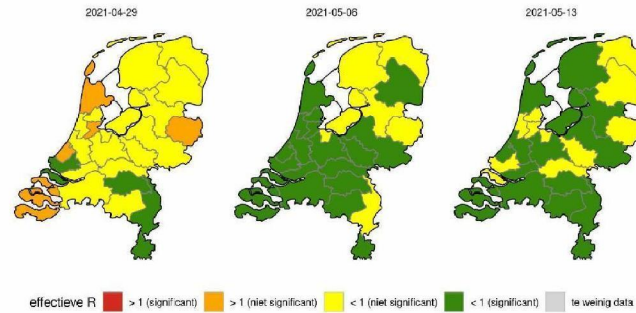 2021-04-29
2021-05-06
2021-05-13
effectieve R > 1 (significant) > 1 (niet significant) < 1 (niet significant) < 1 (significant) te weinig data